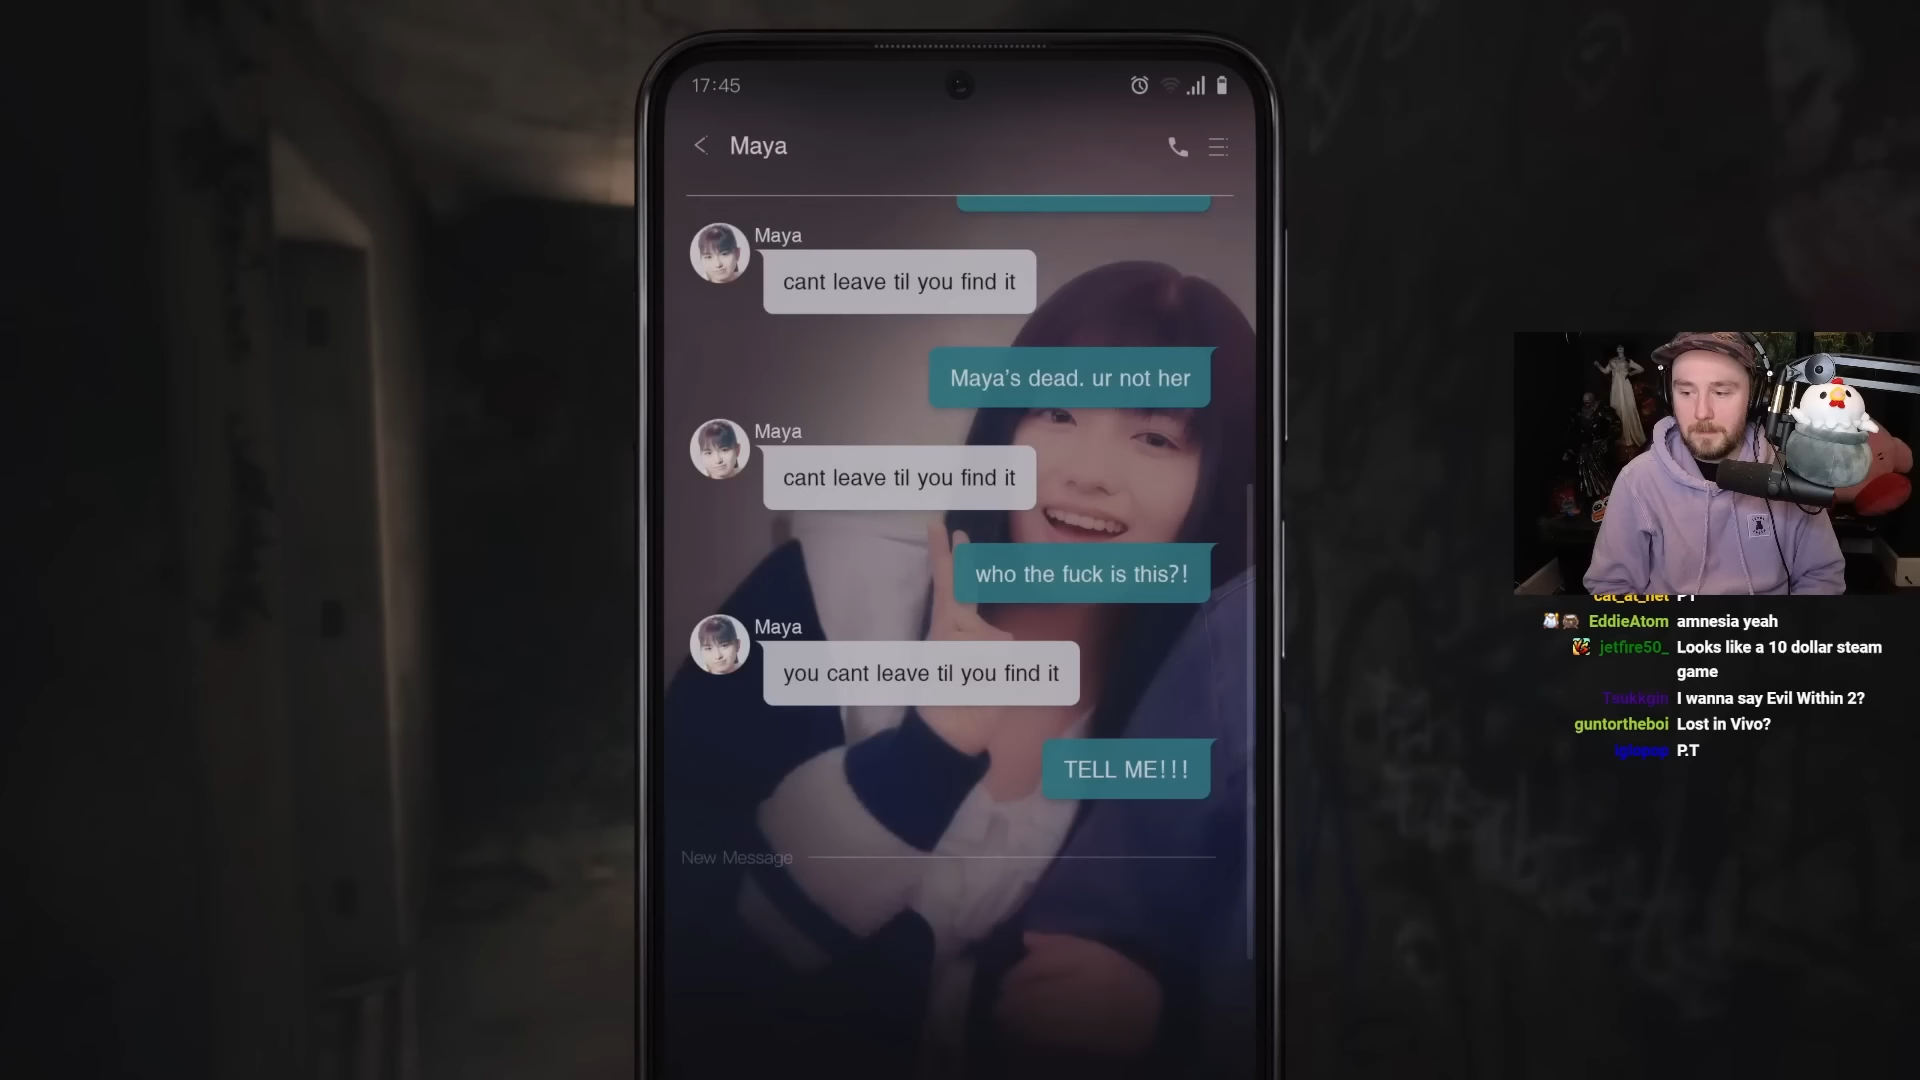 17:45
Maya
Maya
cant leave til you find it
Maya's dead. ur not her
Maya
cant leave til you find it
who the fuck is this?!
Maya
you cant leave til you find it
TELL ME!!!
New Message
cat_at_net PT
EddieAtom amnesia yeah
jetfire50_ Looks like a 10 dollar steam
game
Tsukkgin I wanna say Evil Within 2?
guntortheboi Lost in Vivo?
P.T